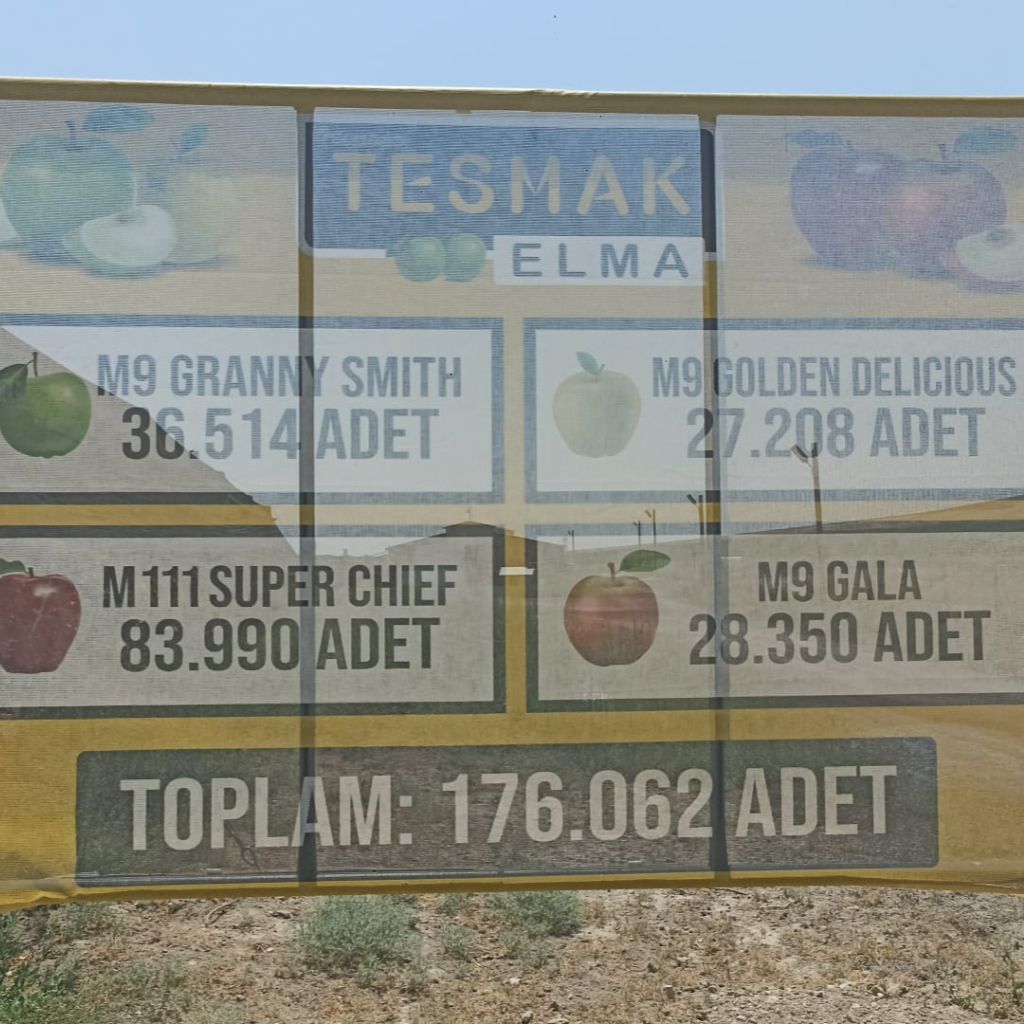 TESMAK
ELMA
M9 GRANNY SMITH
36.514 ADET
M9 GOLDEN DELICIOUS
27.208 ADET
M111 SUPER CHIEF
83.990 ADET
M9 GALA
28.350 ADET
TOPLAM: 176.062 ADET